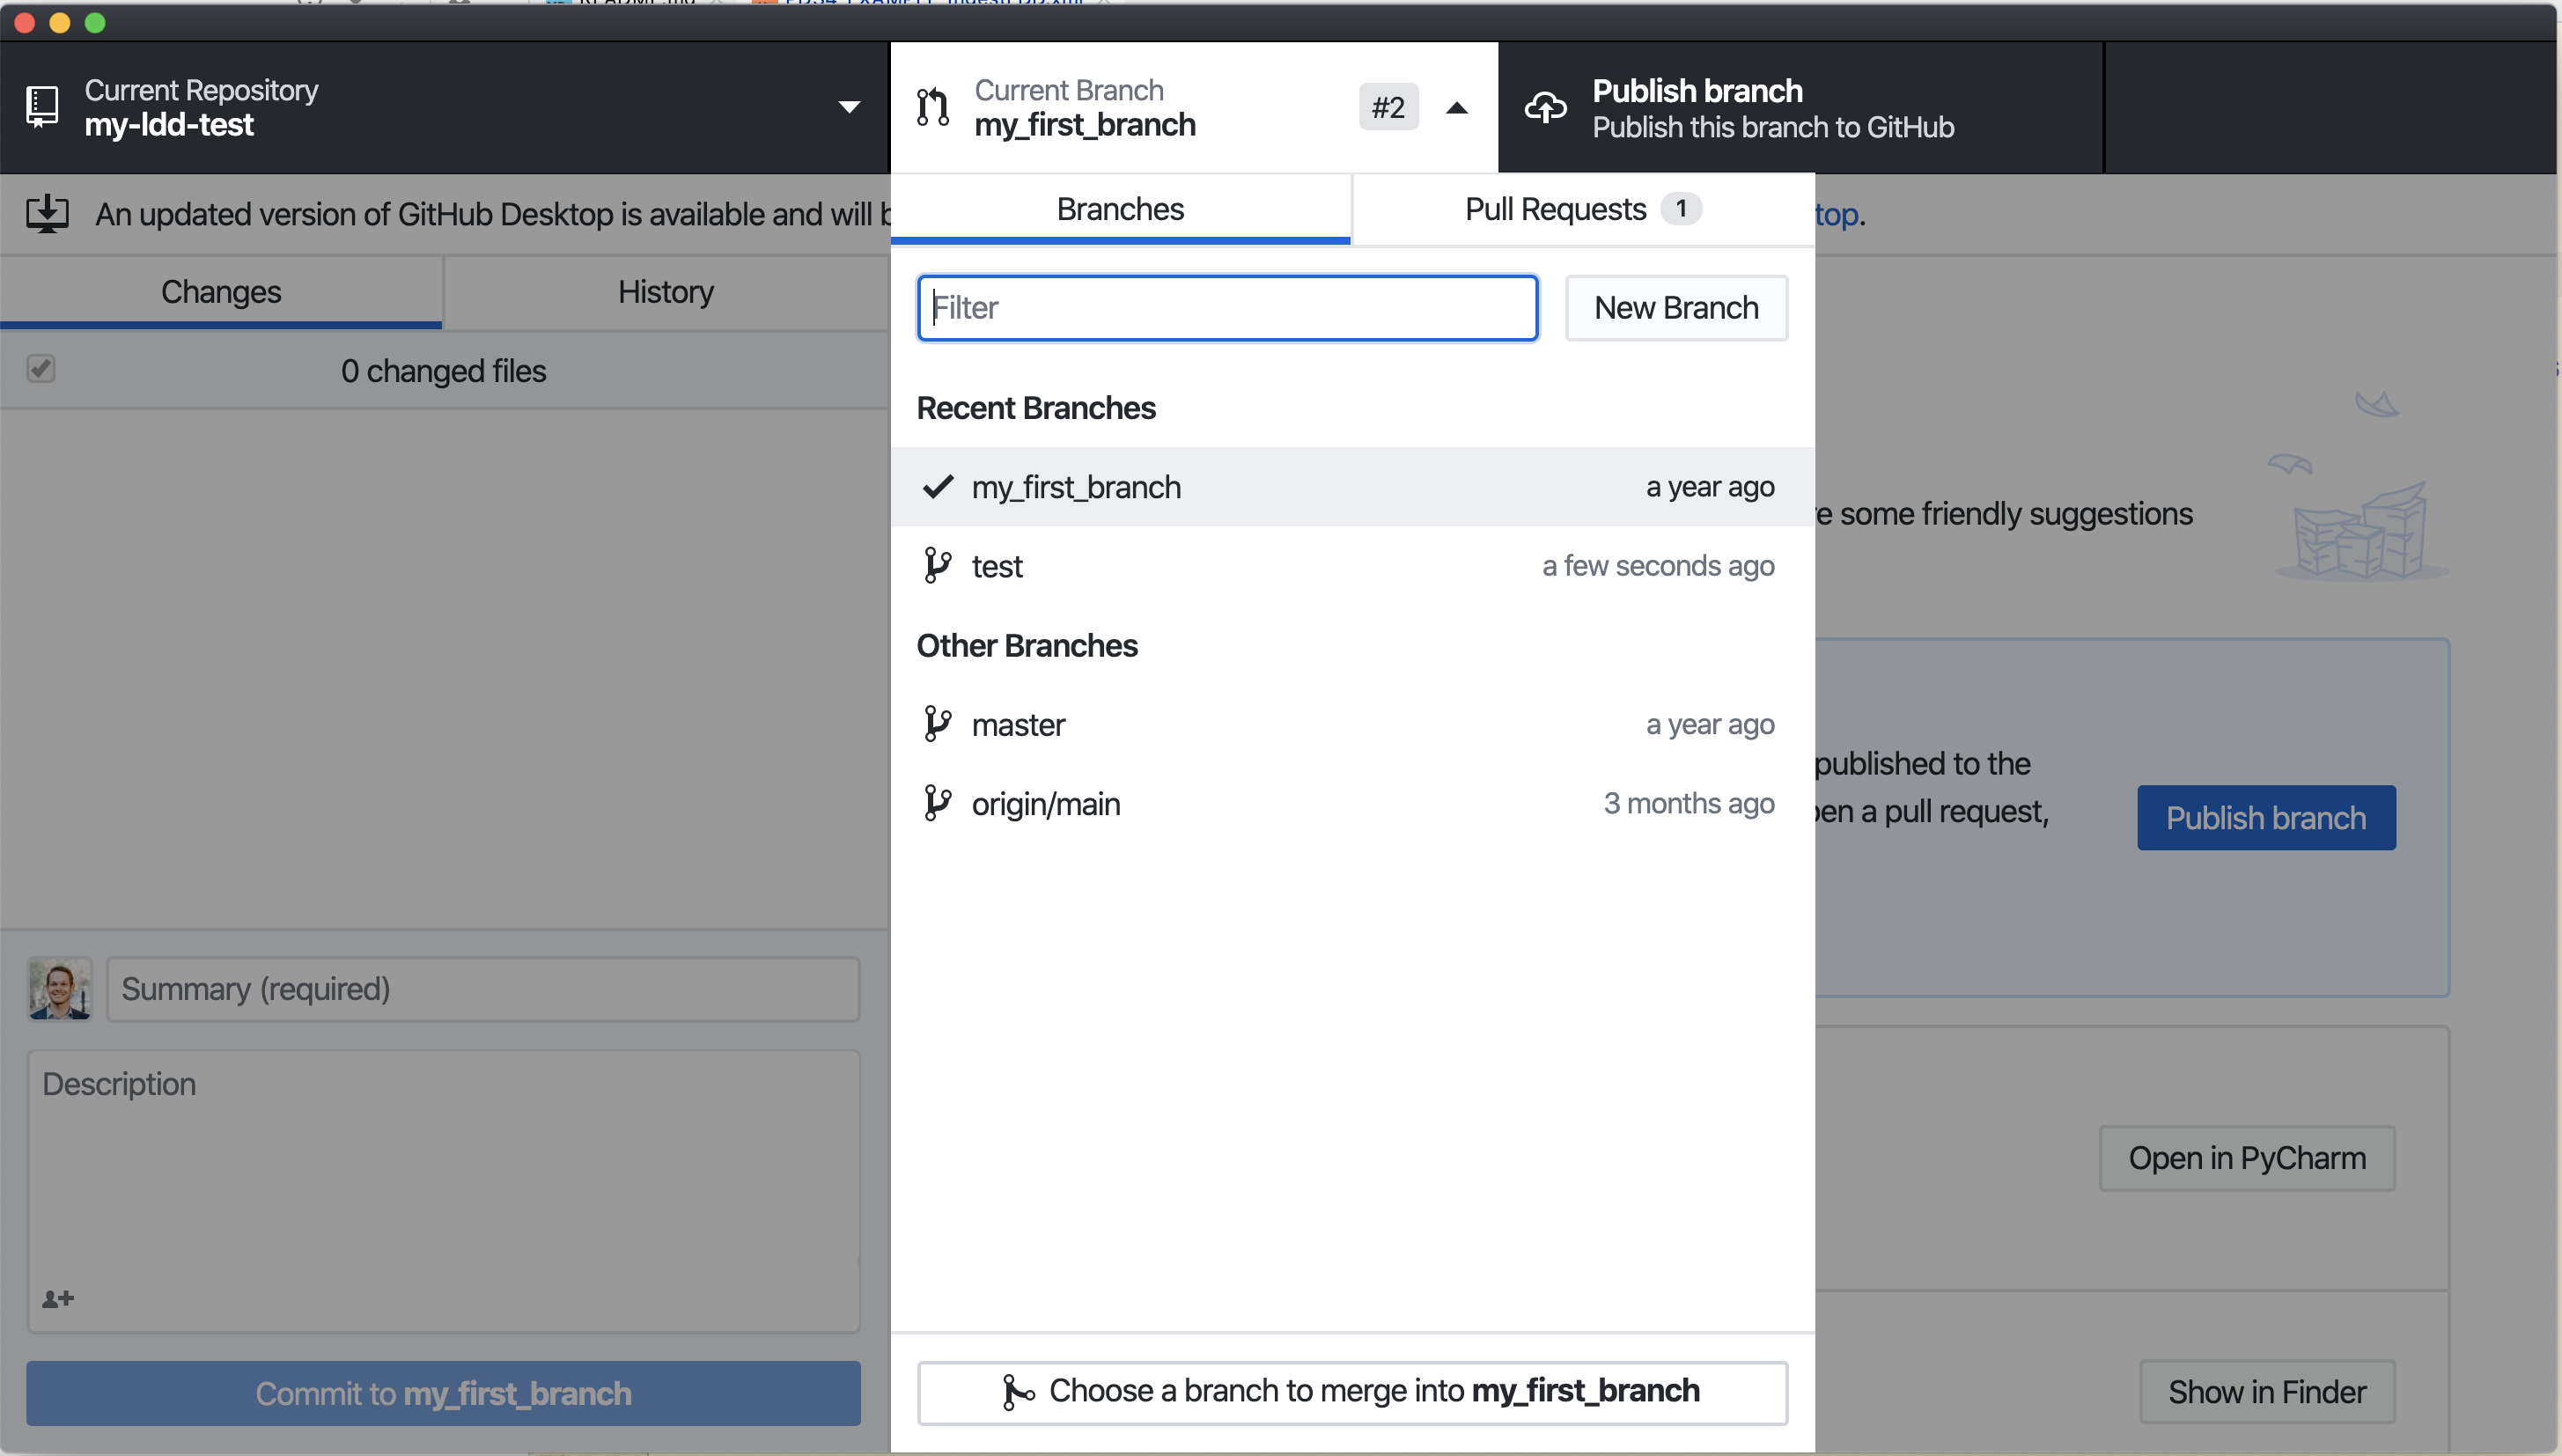 Current Repository
my-ldd-test
Current Branch
my_first_branch
#2
Publish branch
Publish this branch to GitHub
An updated version of GitHub Desktop is available and will
top.
Branches
Pull Requests 1
Changes
History
Filter
New Branch
0 changed files
Recent Branches
my_first_branch a year ago
test a few seconds ago
Other Branches
master a year ago
origin/main 3 months ago
some friendly suggestions
published to the
a pull request,
Publish branch
Summary (required)
Description
Open in PyCharm
Commit to my_first_branch
Choose a branch to merge into my_first_branch
Show in Finder